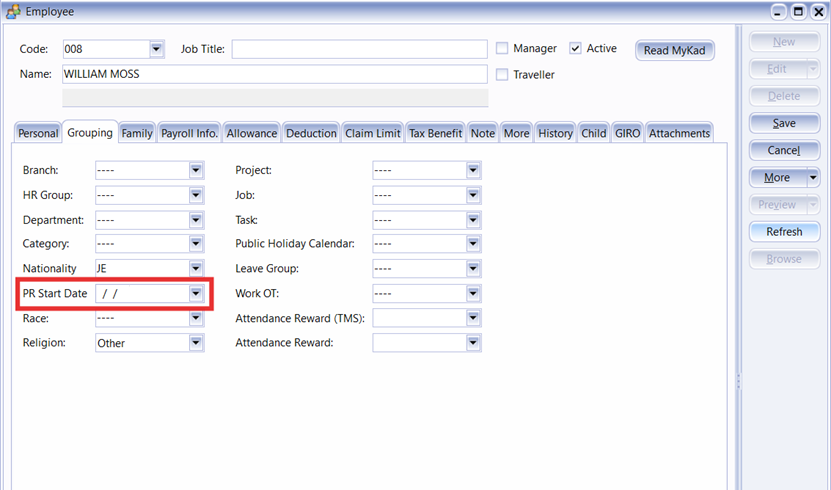 Employee
Code: 008 Job Title: Manager Active Read MyKad
Name: WILLIAM MOSS Traveller
Personal Grouping Family Payroll Info. Allowance Deduction Claim Limit Tax Benefit Note More History Child GIRO Attachments
Branch: ---- Project: ----
HR Group: ---- Job: ----
Department: ---- Task: ----
Category: ---- Public Holiday Calendar: ----
Nationality JE Leave Group: ----
PR Start Date / / Work OT: ----
Race: ---- Attendance Reward (TMS):
Religion: Other Attendance Reward:
New
Edit
Delete
Save
Cancel
More
Preview
Refresh
Browse